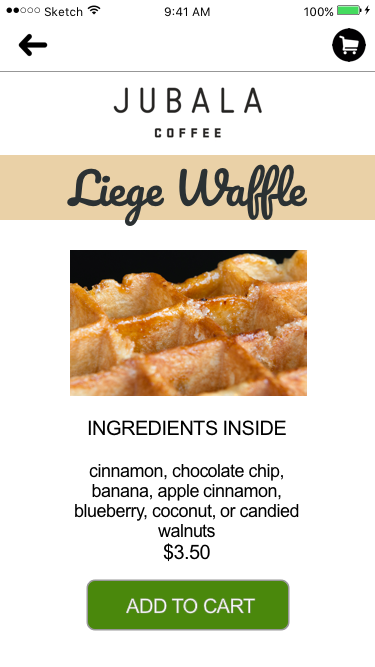 Sketch 9:41 AM 100%
JUBALA
COFFEE
Liege Waffle
INGREDIENTS INSIDE
cinnamon, chocolate chip,
banana, apple cinnamon,
blueberry, coconut, or candied
walnuts
$3.50
ADD TO CART